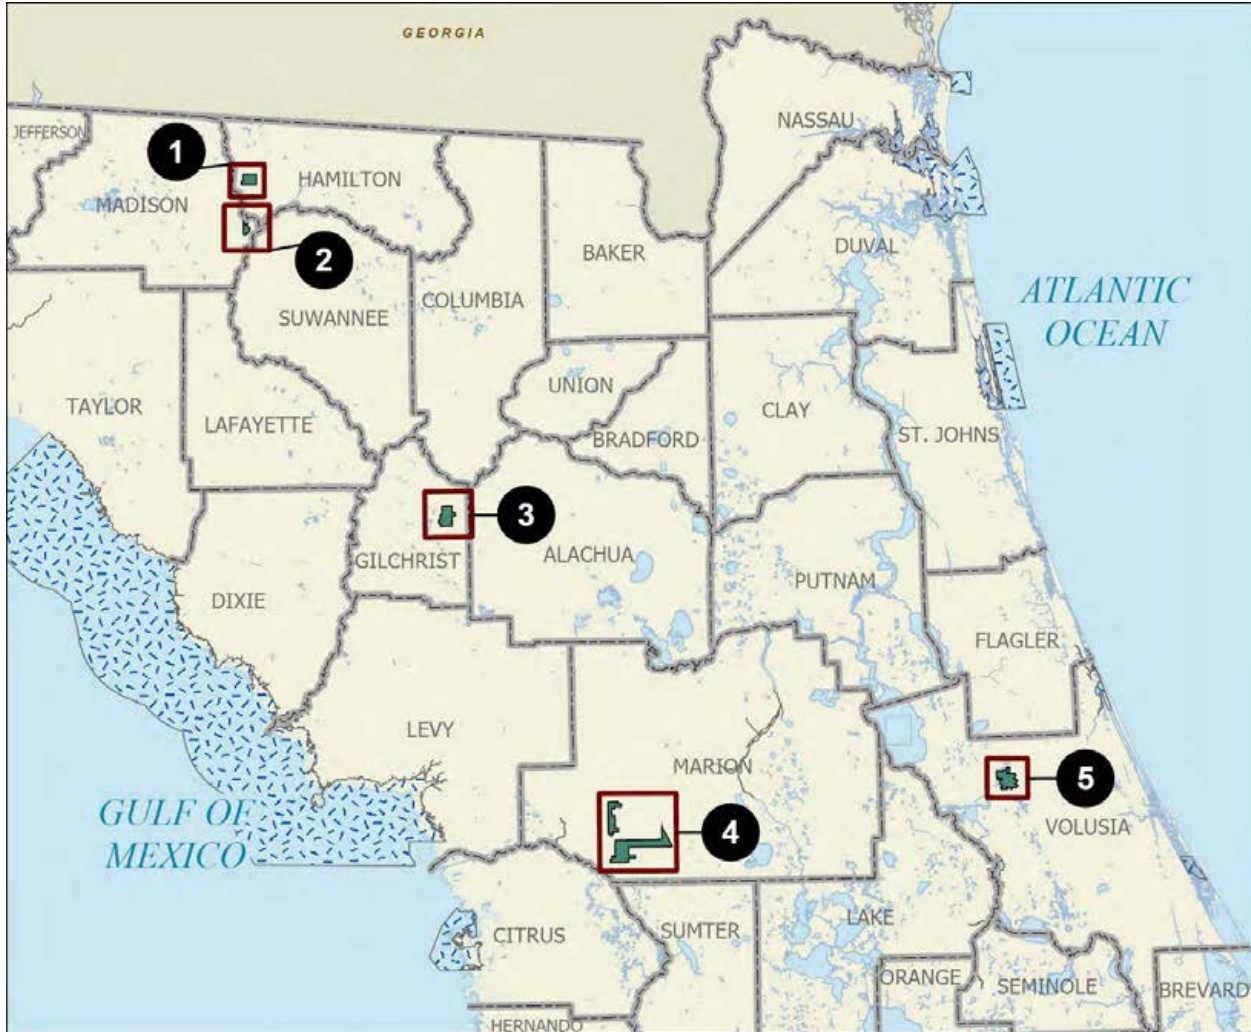 GEORGIA
NASSAU
JEFFERSON
1
HAMILTON
MADISON
DUVAL
BAKER
2
ATLANTIC
OCEAN
COLUMBIA
SUWANNEE
UNION
TAYLOR
CLAY
LAFAYETTE
ST. JOHNS
BRADFORD
3
ALACHUA
GILCHRIST
PUTNAM
DIXIE
FLAGLER
LEVY
MARION
5
GULF OF
MEXICO
4
VOLUSIA
LAKE
CITRUS
SUMTER
ORANGE
SEMINOLE
BREVARD
HERNANDO